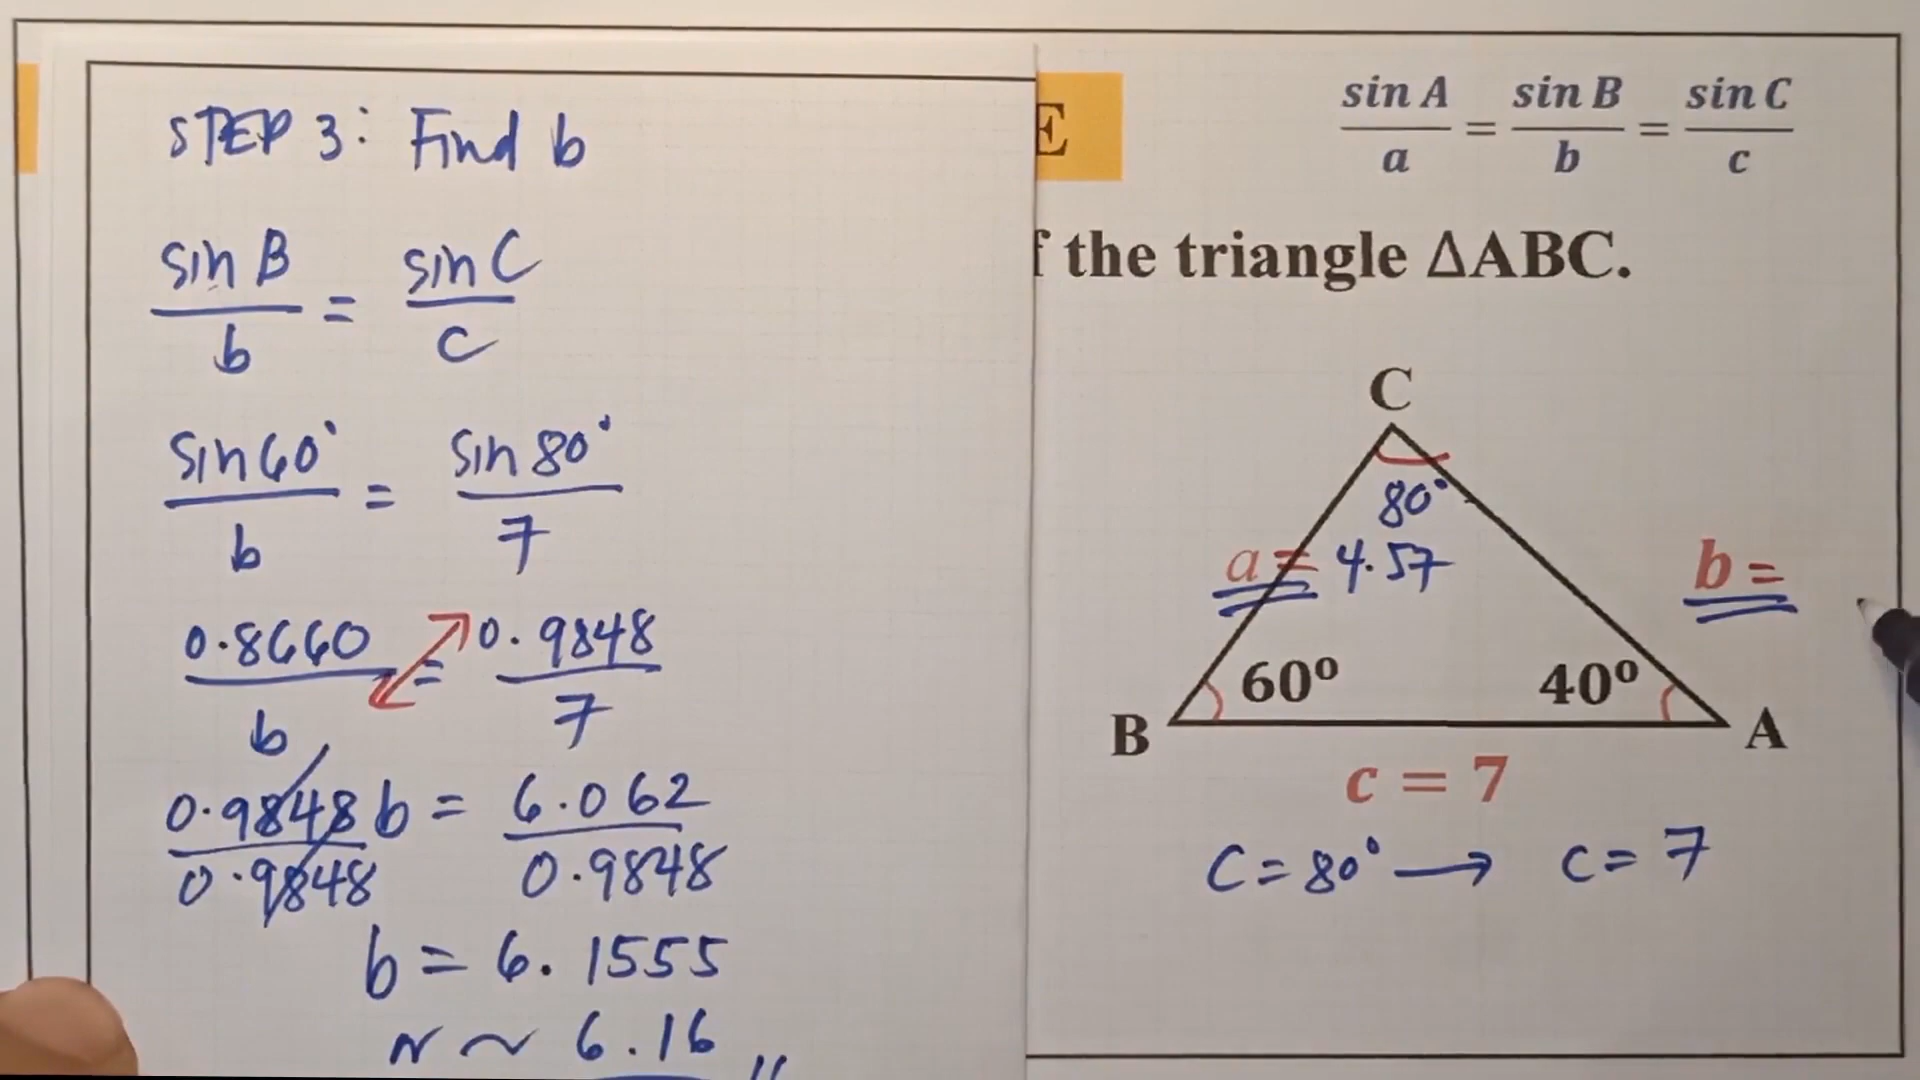 STEP 3: Find b
sin B / b = sin C / c
sin 60° / b = sin 80° / 7
0.8660 / b = 0.9848 / 7
0.9848 b / 0.9848 = 6.062 / 0.9848
b = 6.1555
≈ 6.16 //
E
sin A / a = sin B / b = sin C / c
f the triangle ΔABC.
C
80°
a = 4.57
b =
60º
40º
B
A
c = 7
C = 80° → c = 7